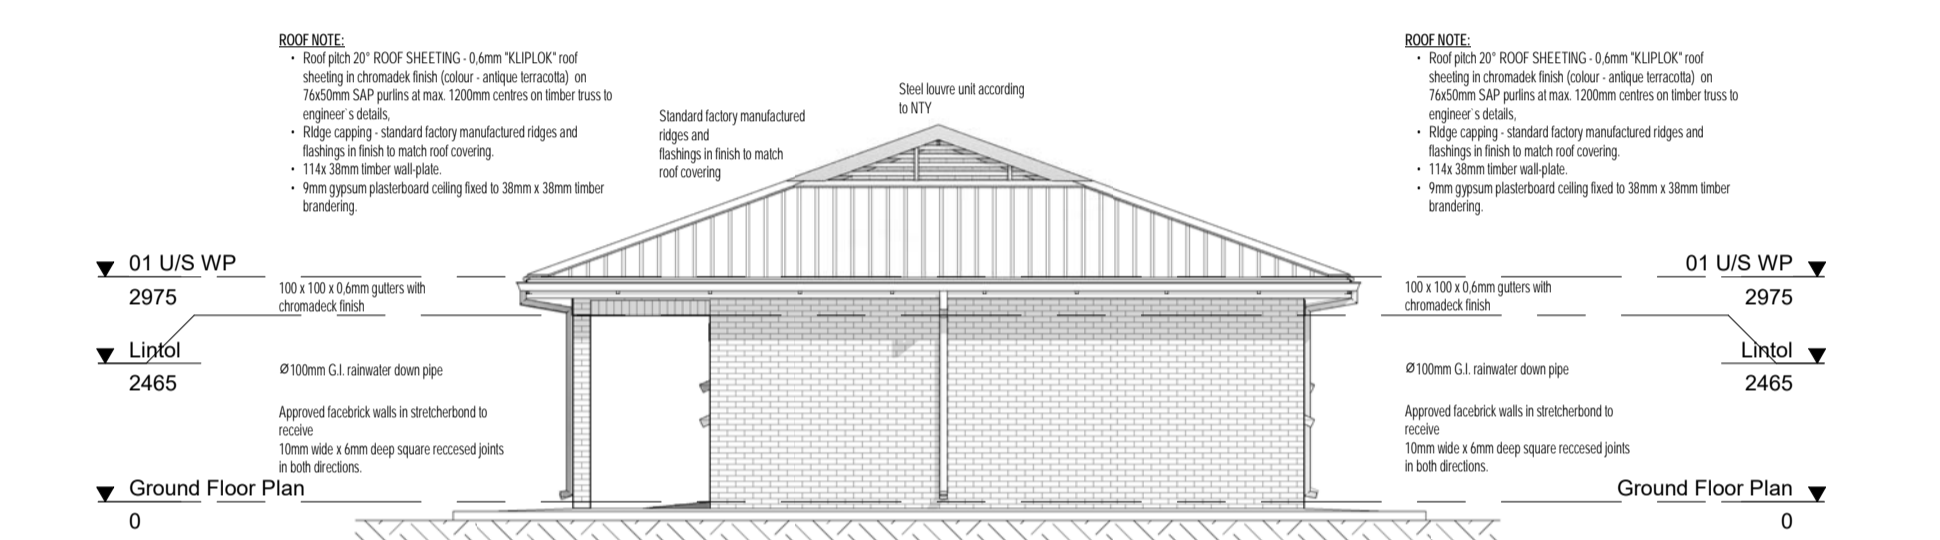 ROOF NOTE:
• Roof pitch 20° ROOF SHEETING - 0,6mm "KLIPLOK" roof
sheeting in chromadek finish (colour - antique terracotta) on
76x50mm SAP purlins at max. 1200mm centres on timber truss to
engineer`s details,
• RIdge capping - standard factory manufactured ridges and
flashings in finish to match roof covering.
• 114x 38mm timber wall-plate.
• 9mm gypsum plasterboard ceiling fixed to 38mm x 38mm timber
brandering.
Standard factory manufactured
ridges and
flashings in finish to match
roof covering
Steel louvre unit according
to NTY
ROOF NOTE:
• Roof pitch 20° ROOF SHEETING - 0,6mm "KLIPLOK" roof
sheeting in chromadek finish (colour - antique terracotta) on
76x50mm SAP purlins at max. 1200mm centres on timber truss to
engineer`s details,
• RIdge capping - standard factory manufactured ridges and
flashings in finish to match roof covering.
• 114x 38mm timber wall-plate.
• 9mm gypsum plasterboard ceiling fixed to 38mm x 38mm timber
brandering.
01 U/S WP
2975
Lintol
2465
Ground Floor Plan
0
100 x 100 x 0,6mm gutters with
chromadeck finish
Ø100mm G.I. rainwater down pipe
Approved facebrick walls in stretcherbond to
receive
10mm wide x 6mm deep square reccesed joints
in both directions.
100 x 100 x 0,6mm gutters with
chromadeck finish
Ø100mm G.I. rainwater down pipe
Approved facebrick walls in stretcherbond to
receive
10mm wide x 6mm deep square reccesed joints
in both directions.
01 U/S WP
2975
Lintol
2465
Ground Floor Plan
0